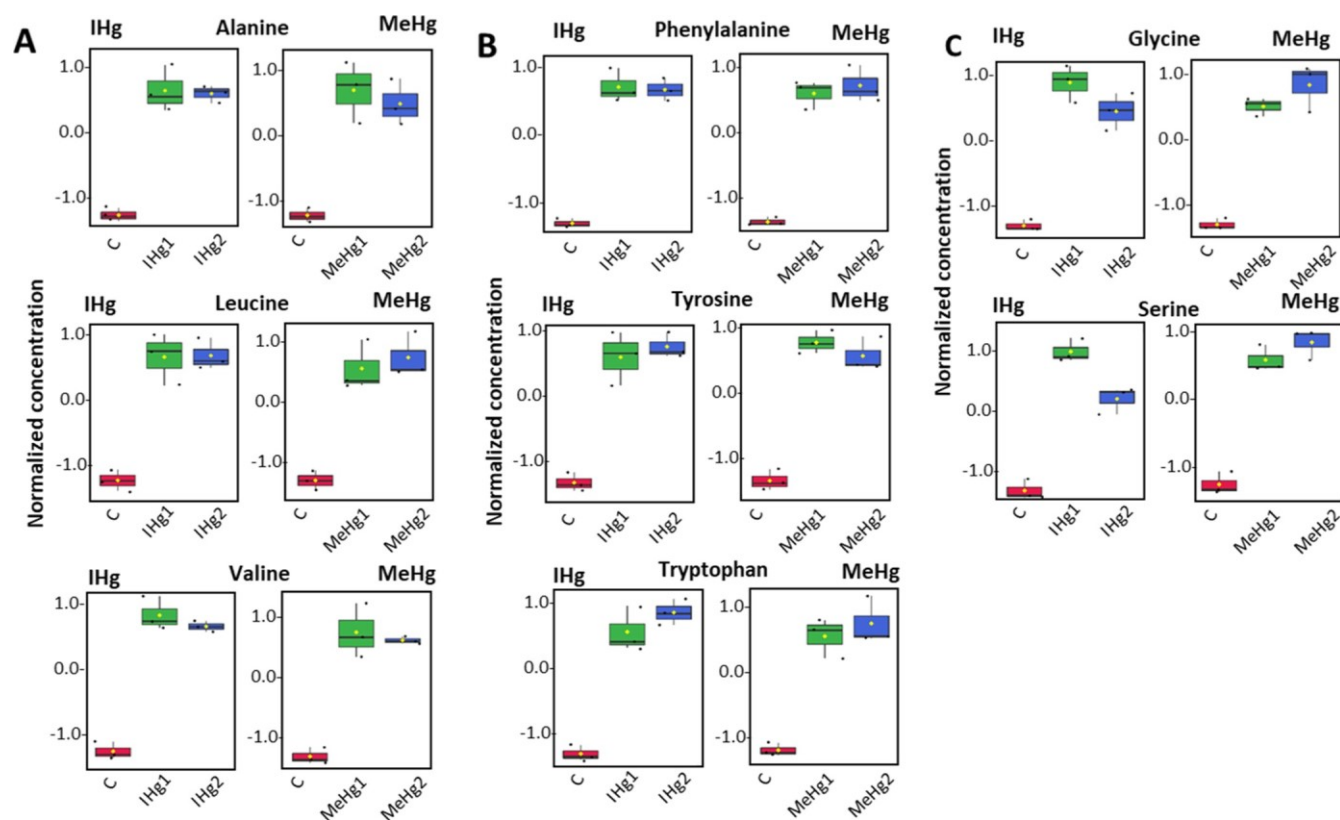 A
IHg Alanine MeHg
1.0
0.0
-1.0
C IHg1 IHg2
1.0
0.0
-1.0
C MeHg1 MeHg2
IHg Leucine MeHg
1.0
0.0
-1.0
C IHg1 IHg2
1.0
0.0
-1.0
C MeHg1 MeHg2
IHg Valine MeHg
1.0
0.0
-1.0
C IHg1 IHg2
1.0
0.0
-1.0
C MeHg1 MeHg2
Normalized concentration
B
IHg Phenylalanine MeHg
1.0
0.0
-1.0
C IHg1 IHg2
1.0
0.0
-1.0
C MeHg1 MeHg2
IHg Tyrosine MeHg
1.0
0.0
-1.0
C IHg1 IHg2
1.0
0.0
-1.0
C MeHg1 MeHg2
IHg Tryptophan MeHg
1.0
0.0
-1.0
C IHg1 IHg2
1.0
0.0
-1.0
C MeHg1 MeHg2
Normalized concentration
C
IHg Glycine MeHg
1.0
0.0
-1.0
C IHg1 IHg2
1.0
0.0
-1.0
C MeHg1 MeHg2
IHg Serine MeHg
1.0
0.0
-1.0
C IHg1 IHg2
1.0
0.0
-1.0
C MeHg1 MeHg2
Normalized concentration